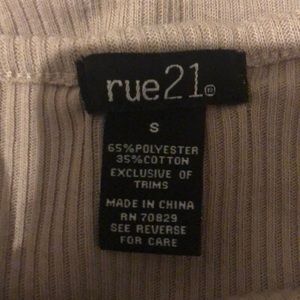 rue21®
S
65%POLYESTER
35%COTTON
EXCLUSIVE OF
TRIMS
MADE IN CHINA
RN 70829
SEE REVERSE
FOR CARE